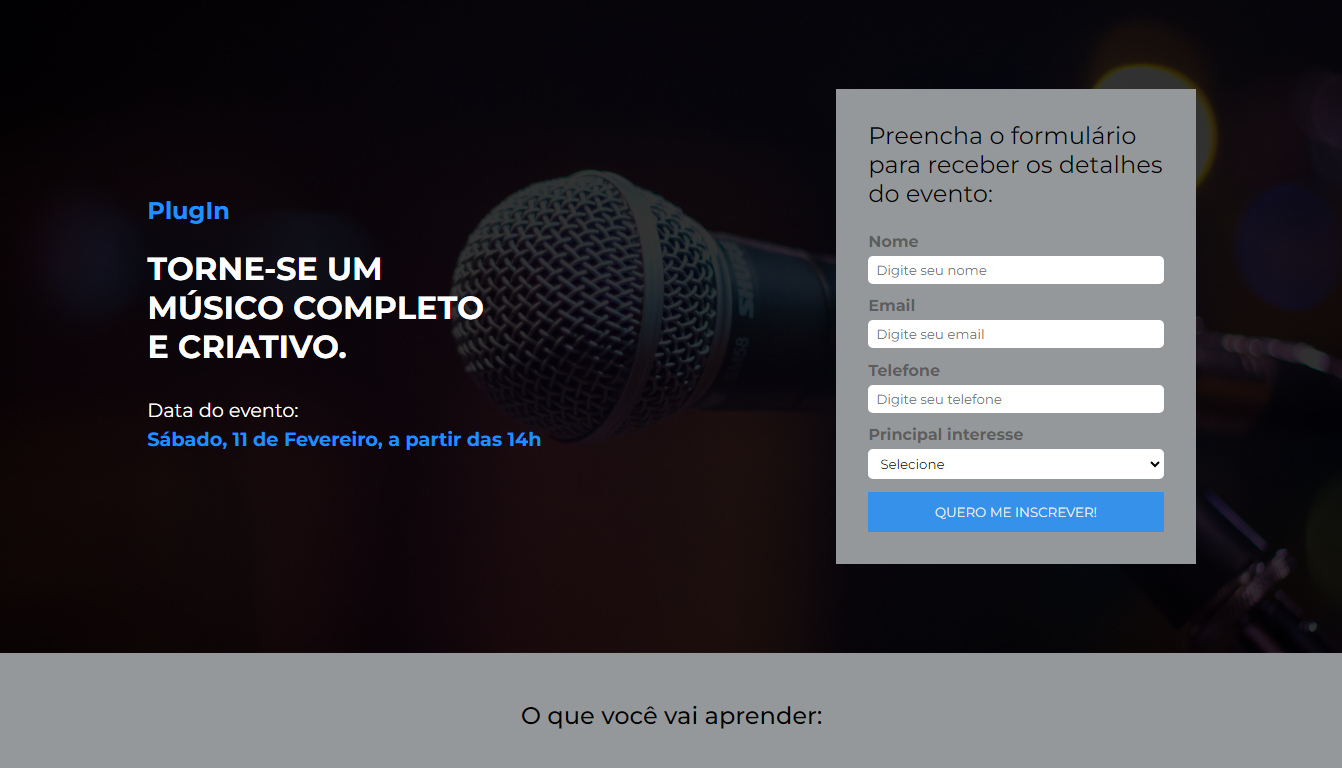 PlugIn
TORNE-SE UM
MÚSICO COMPLETO
E CRIATIVO.
Data do evento:
Sábado, 11 de Fevereiro, a partir das 14h
Preencha o formulário
para receber os detalhes
do evento:
Nome
Digite seu nome
Email
Digite seu email
Telefone
Digite seu telefone
Principal interesse
Selecione
QUERO ME INSCREVER!
O que você vai aprender: